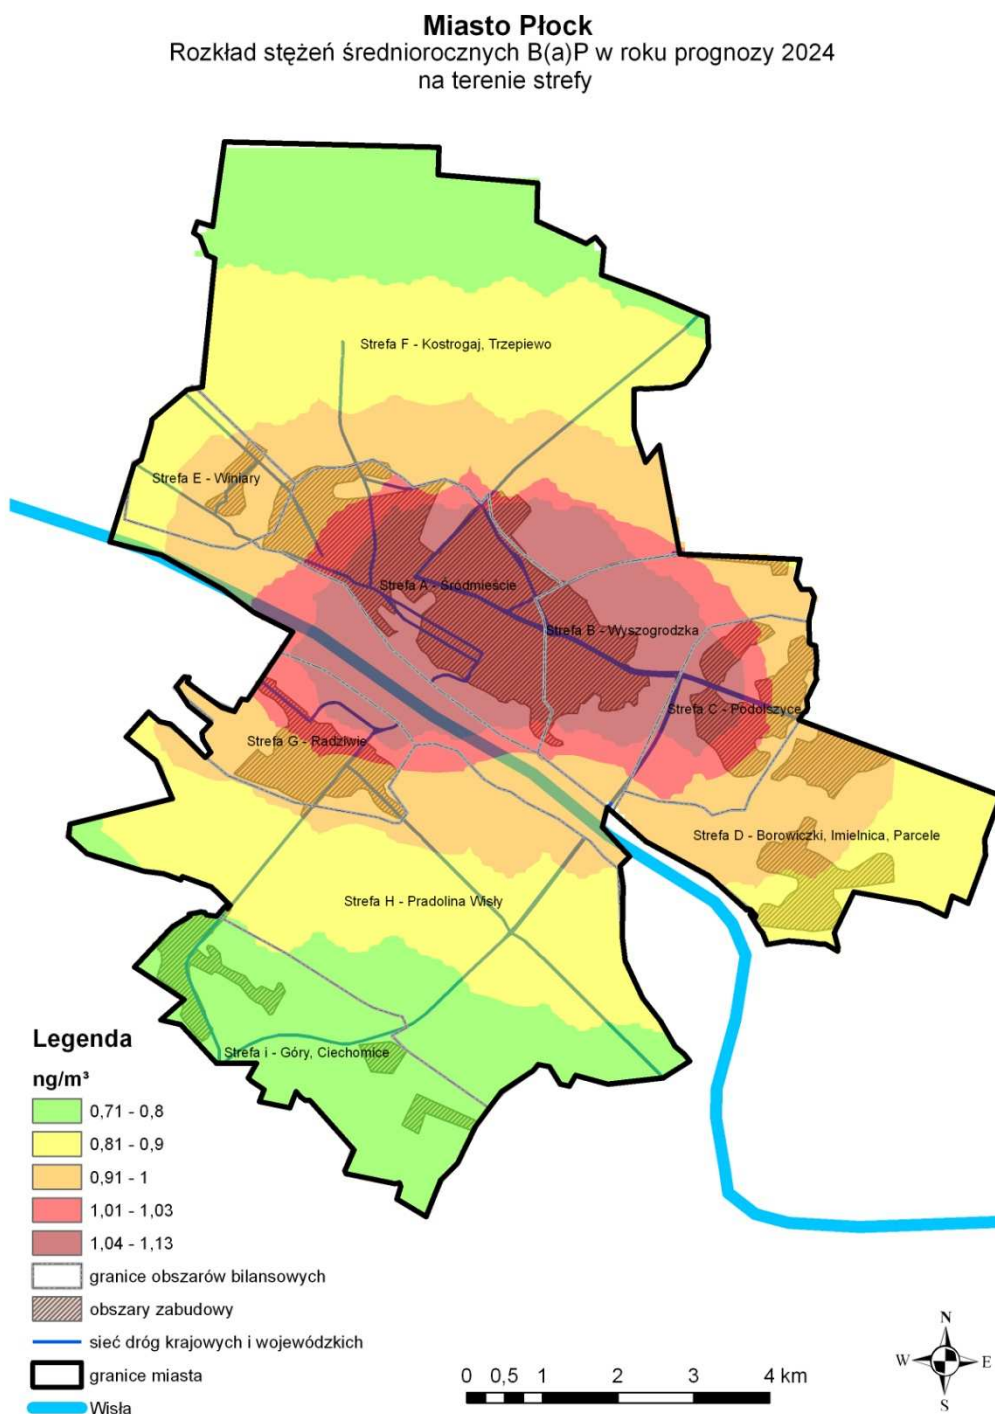 Miasto Płock
Rozkład stężeń średniorocznych B(a)P w roku prognozy 2024
na terenie strefy
Strefa F - Kostrogaj, Trzepiewo
Strefa E - Winiary
Strefa A - Śródmieście
Strefa B - Wyszogrodzka
Strefa C - Podolszyce
Strefa G - Radziwie
Strefa D - Borowiczki, Imielnica, Parcele
Strefa H - Pradolina Wisły
Strefa i - Góry, Ciechomice
Legenda
ng/m³
0,71 - 0,8
0,81 - 0,9
0,91 - 1
1,01 - 1,03
1,04 - 1,13
granice obszarów bilansowych
obszary zabudowy
sieć dróg krajowych i wojewódzkich
granice miasta
Wisła
0 0,5 1 2 3 4 km
N
W E
S